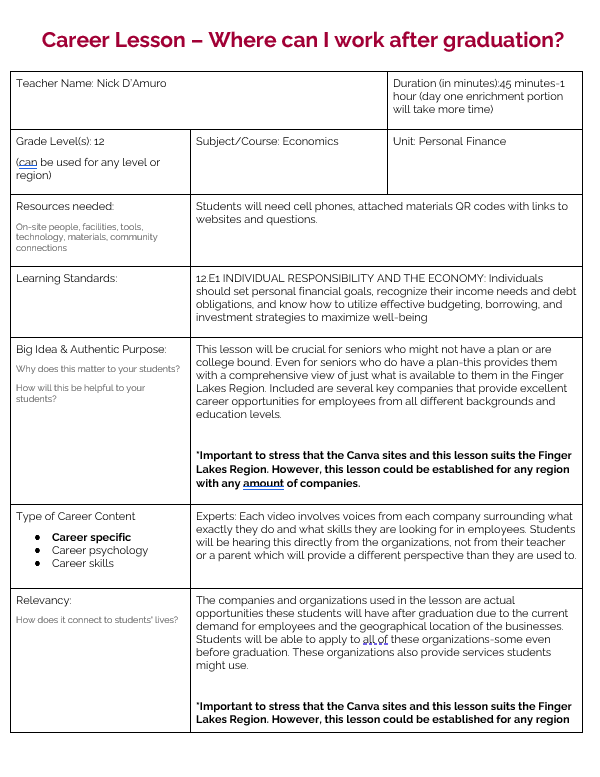 Career Lesson – Where can I work after graduation?
Teacher Name: Nick D'Amuro
Duration (in minutes):45 minutes-1
hour (day one enrichment portion
will take more time)
Grade Level(s): 12
(can be used for any level or
region)
Subject/Course: Economics
Unit: Personal Finance
Resources needed:
On-site people, facilities, tools,
technology, materials, community
connections
Students will need cell phones, attached materials QR codes with links to
websites and questions.
Learning Standards:
12.E1 INDIVIDUAL RESPONSIBILITY AND THE ECONOMY: Individuals
should set personal financial goals, recognize their income needs and debt
obligations, and know how to utilize effective budgeting, borrowing, and
investment strategies to maximize well-being
Big Idea & Authentic Purpose:
Why does this matter to your students?
How will this be helpful to your
students?
This lesson will be crucial for seniors who might not have a plan or are
college bound. Even for seniors who do have a plan-this provides them
with a comprehensive view of just what is available to them in the Finger
Lakes Region. Included are several key companies that provide excellent
career opportunities for employees from all different backgrounds and
education levels.
*Important to stress that the Canva sites and this lesson suits the Finger
Lakes Region. However, this lesson could be established for any region
with any amount of companies.
Type of Career Content
● Career specific
● Career psychology
● Career skills
Experts: Each video involves voices from each company surrounding what
exactly they do and what skills they are looking for in employees. Students
will be hearing this directly from the organizations, not from their teacher
or a parent which will provide a different perspective than they are used to.
Relevancy:
How does it connect to students' lives?
The companies and organizations used in the lesson are actual
opportunities these students will have after graduation due to the current
demand for employees and the geographical location of the businesses.
Students will be able to apply to all of these organizations-some even
before graduation. These organizations also provide services students
might use.
*Important to stress that the Canva sites and this lesson suits the Finger
Lakes Region. However, this lesson could be established for any region